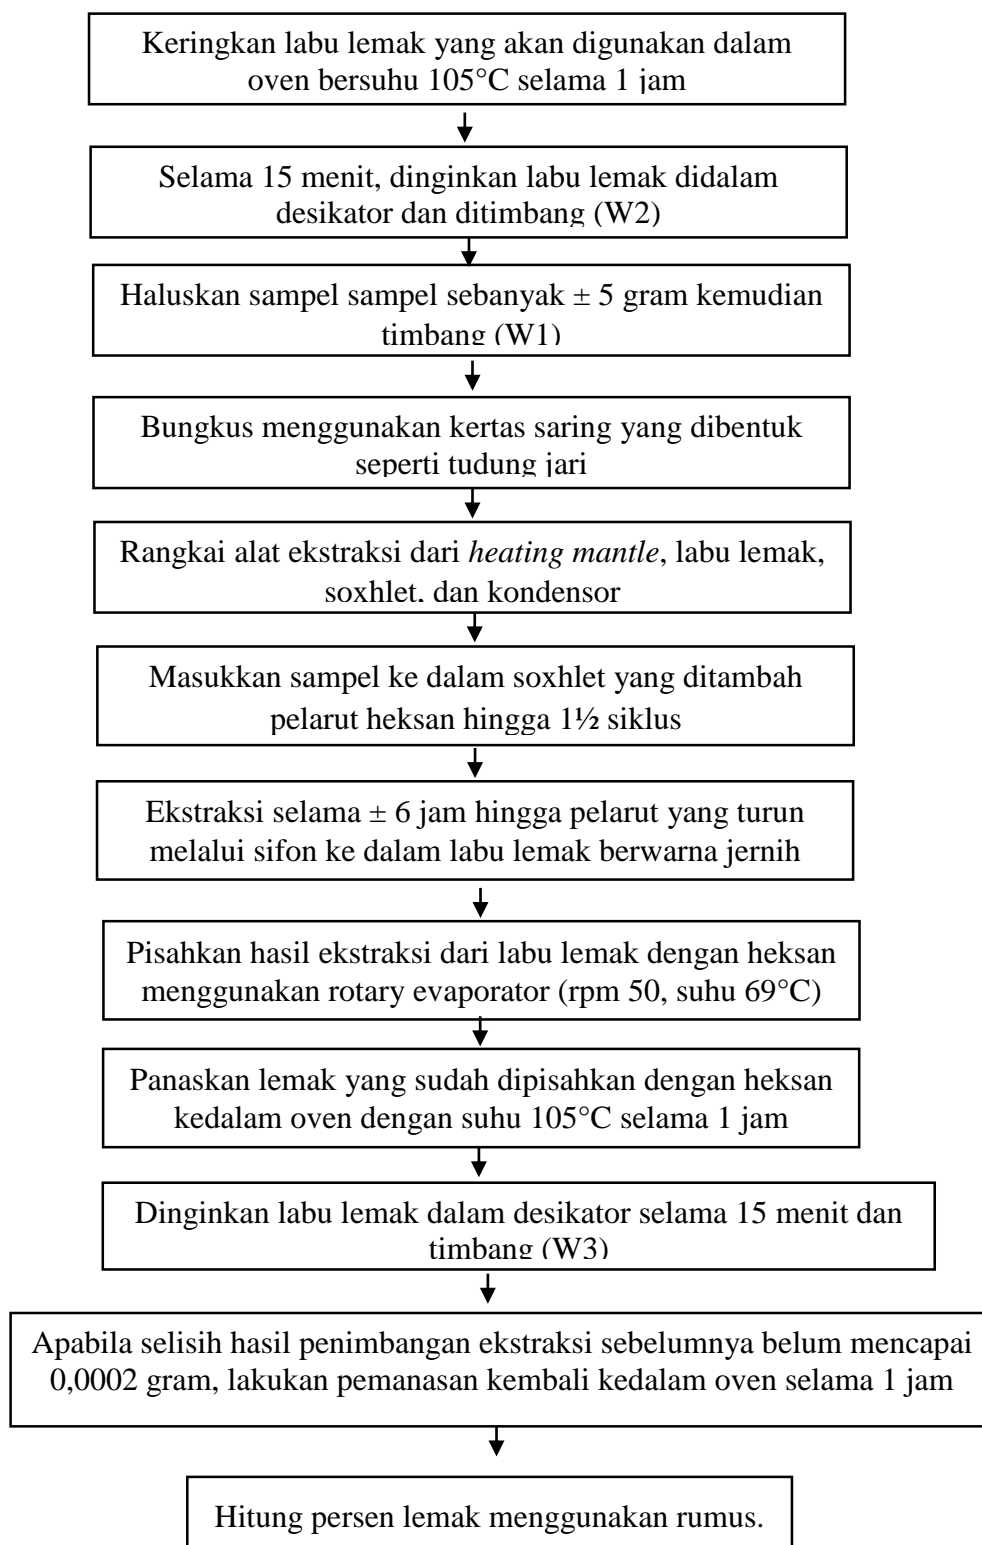 Keringkan labu lemak yang akan digunakan dalam
oven bersuhu 105°C selama 1 jam
Selama 15 menit, dinginkan labu lemak didalam
desikator dan ditimbang (W2)
Haluskan sampel sampel sebanyak ± 5 gram kemudian
timbang (W1)
Bungkus menggunakan kertas saring yang dibentuk
seperti tudung jari
Rangkai alat ekstraksi dari heating mantle, labu lemak,
soxhlet, dan kondensor
Masukkan sampel ke dalam soxhlet yang ditambah
pelarut heksan hingga 1½ siklus
Ekstraksi selama ± 6 jam hingga pelarut yang turun
melalui sifon ke dalam labu lemak berwarna jernih
Pisahkan hasil ekstraksi dari labu lemak dengan heksan
menggunakan rotary evaporator (rpm 50, suhu 69°C)
Panaskan lemak yang sudah dipisahkan dengan heksan
kedalam oven dengan suhu 105°C selama 1 jam
Dinginkan labu lemak dalam desikator selama 15 menit dan
timbang (W3)
Apabila selisih hasil penimbangan ekstraksi sebelumnya belum mencapai
0,0002 gram, lakukan pemanasan kembali kedalam oven selama 1 jam
Hitung persen lemak menggunakan rumus.